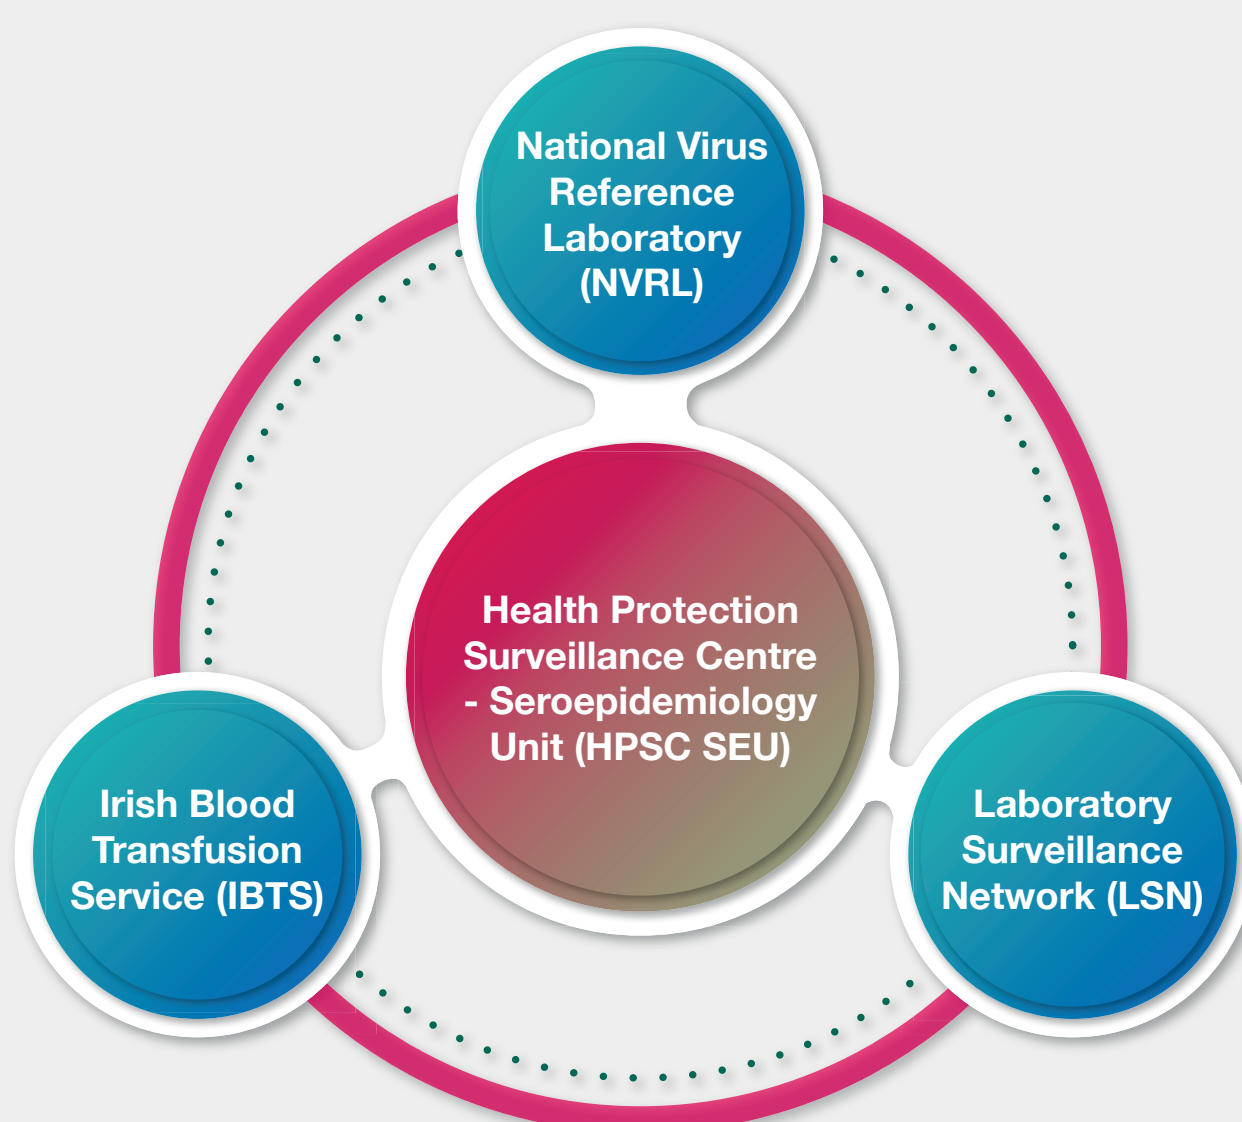 National Virus
Reference
Laboratory
(NVRL)
Health Protection
Surveillance Centre
- Seroepidemiology
Unit (HPSC SEU)
Irish Blood
Transfusion
Service (IBTS)
Laboratory
Surveillance
Network (LSN)